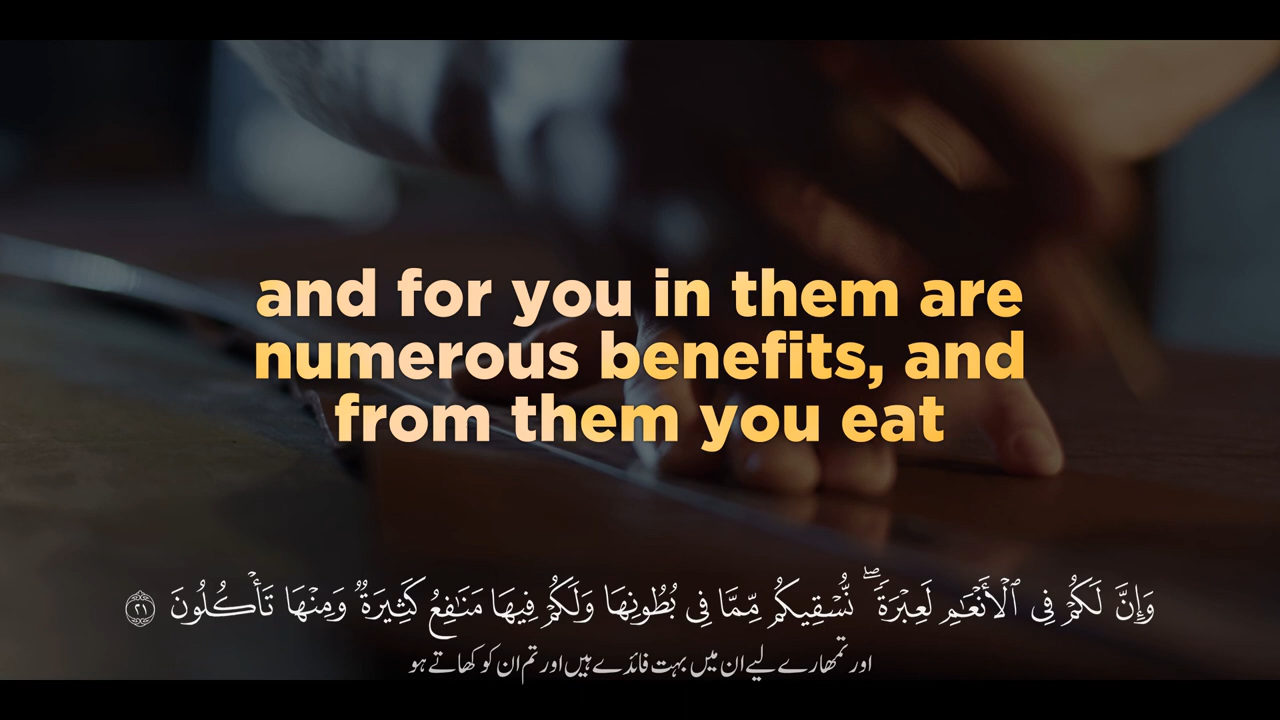 and for you in them are
numerous benefits, and
from them you eat
وَإِنَّ لَكُمْ فِى ٱلْأَنْعَـٰمِ لَعِبْرَةًۭ ۖ نُّسْقِيكُم مِّمَّا فِى بُطُونِهَا وَلَكُمْ فِيهَا مَنَـٰفِعُ كَثِيرَةٌۭ وَمِنْهَا تَأْكُلُونَ ٢١
اور تمھارے لیے ان میں بہت فائدے ہیں اور تم ان کو کھاتے ہو